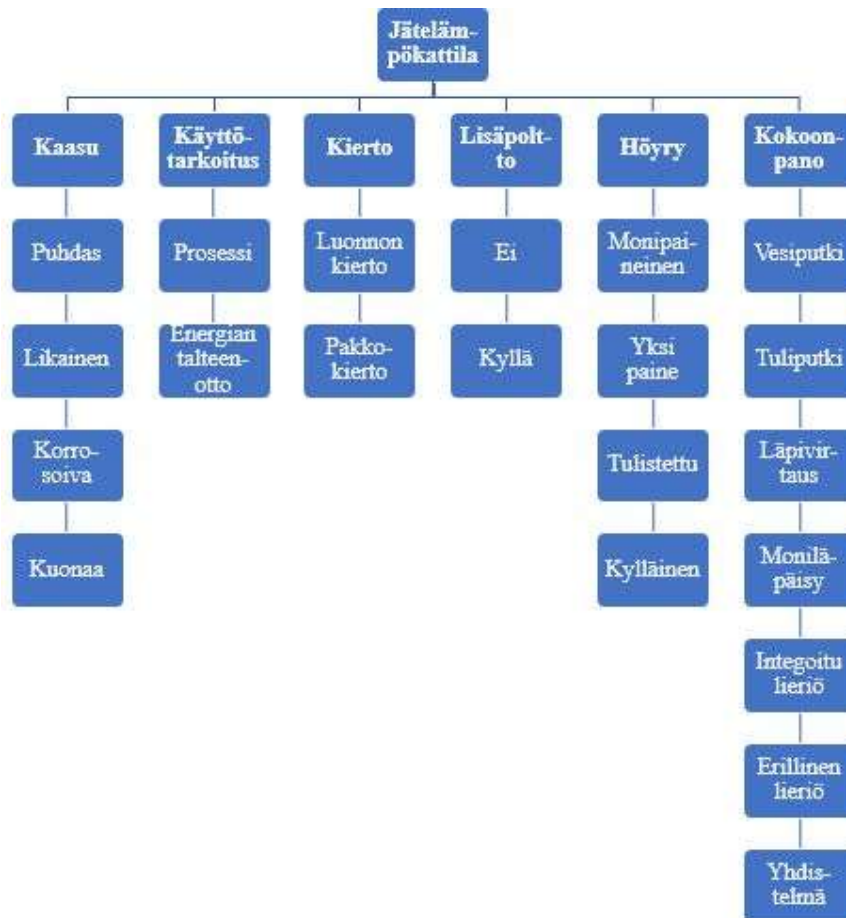 Jäteläm-
pökattila
Kaasu
Puhdas
Likainen
Korro-
soiva
Kuonaa
Käyttö-
tarkoitus
Prosessi
Energian
talteen-
otto
Kierto
Luonnon
kierto
Pakko-
kierto
Lisäpolt-
to
Ei
Kyllä
Höyry
Monipai-
neinen
Yksi
paine
Tulistettu
Kylläinen
Kokoon-
pano
Vesiputki
Tuliputki
Läpivir-
taus
Monilä-
päisy
Integoitu
lieriö
Erillinen
lieriö
Yhdis-
telmä